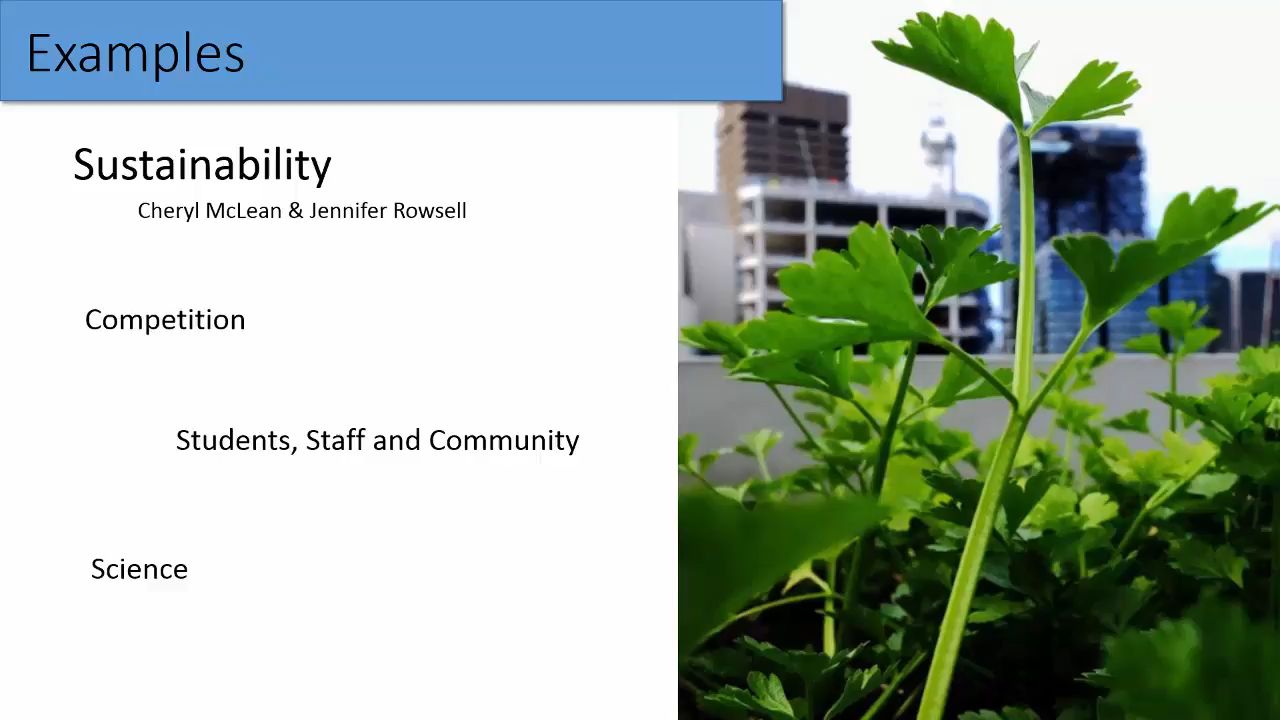 Examples
Sustainability
Cheryl McLean & Jennifer Rowsell
Competition
Students, Staff and Community
Science